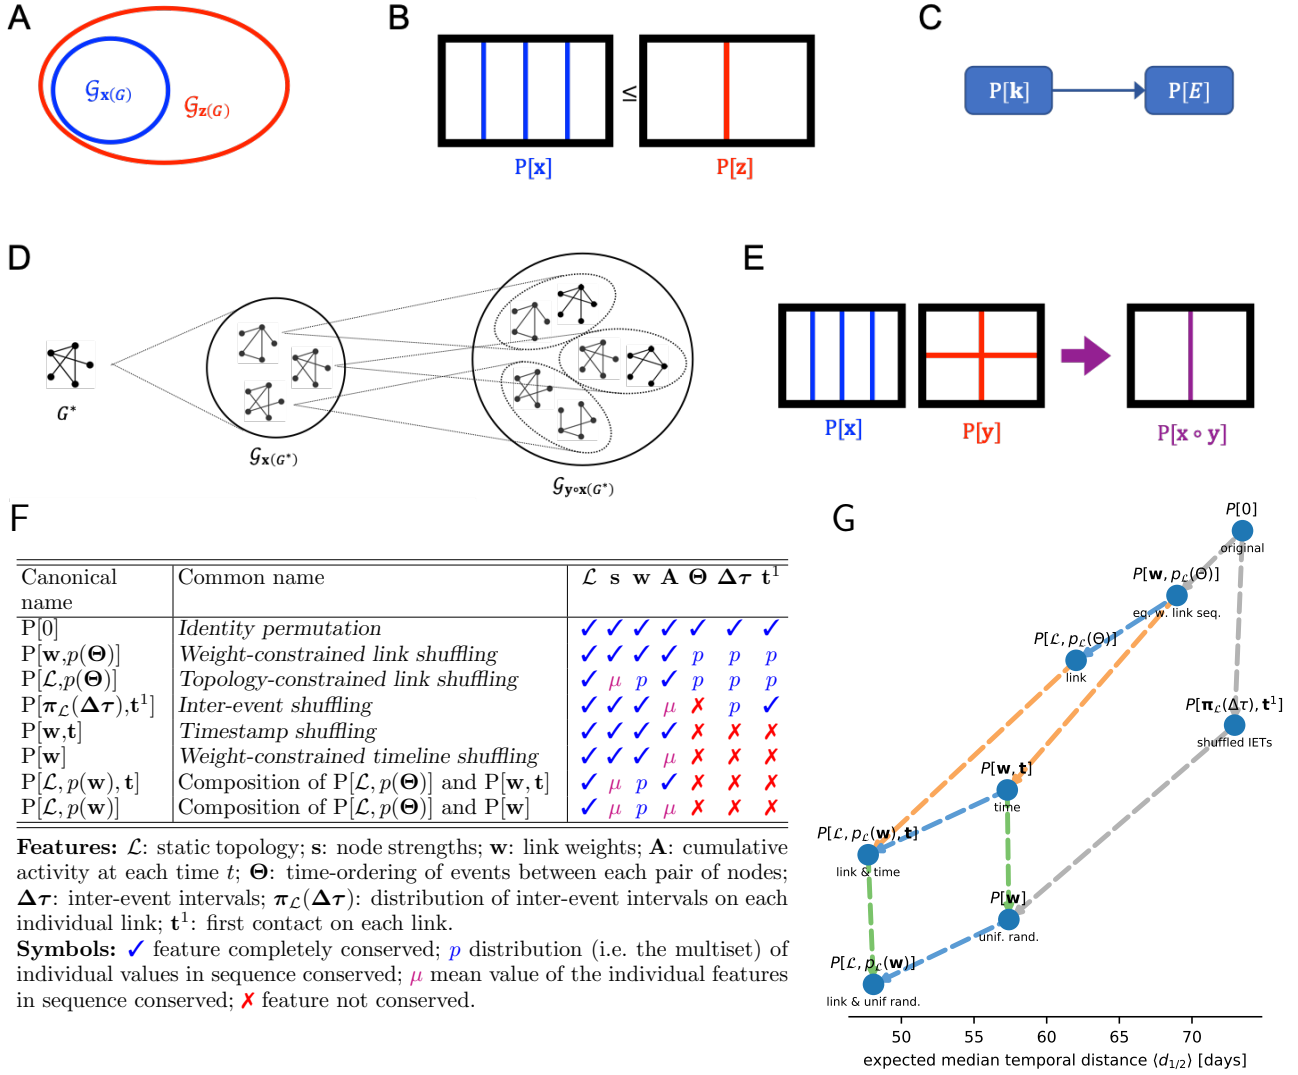 A
𝒢x(G)
𝒢z(G)
B
≤
P[x]
P[z]
C
P[k]
P[E]
D
G*
𝒢x(G*)
𝒢y∘x(G*)
E
P[x]
P[y]
P[x ∘ y]
F
Canonical name Common name ℒ s w A Θ Δτ t¹
P[0] Identity permutation ✓ ✓ ✓ ✓ ✓ ✓ ✓
P[w,p(Θ)] Weight-constrained link shuffling ✓ ✓ ✓ ✓ p p p
P[ℒ,p(Θ)] Topology-constrained link shuffling ✓ μ p ✓ p p p
P[πℒ(Δτ),t¹] Inter-event shuffling ✓ ✓ ✓ μ ✗ p ✓
P[w,t] Timestamp shuffling ✓ ✓ ✓ ✓ ✗ ✗ ✗
P[w] Weight-constrained timeline shuffling ✓ ✓ ✓ μ ✗ ✗ ✗
P[ℒ, p(w), t] Composition of P[ℒ, p(Θ)] and P[w, t] ✓ μ p ✓ ✗ ✗ ✗
P[ℒ, p(w)] Composition of P[ℒ, p(Θ)] and P[w] ✓ μ p μ ✗ ✗ ✗
Features: ℒ: static topology; s: node strengths; w: link weights; A: cumulative
activity at each time t; Θ: time-ordering of events between each pair of nodes;
Δτ: inter-event intervals; πℒ(Δτ): distribution of inter-event intervals on each
individual link; t¹: first contact on each link.
Symbols: ✓ feature completely conserved; p distribution (i.e. the multiset) of
individual values in sequence conserved; μ mean value of the individual features
in sequence conserved; ✗ feature not conserved.
G
P[0]
original
P[w, pℒ(Θ)]
eq. w. link seq.
P[ℒ, pℒ(Θ)]
link
P[πℒ(Δτ), t¹]
shuffled IETs
P[w, t]
time
P[ℒ, pℒ(w), t]
link & time
P[w]
unif. rand.
P[ℒ, pℒ(w)]
link & unif rand.
50 55 60 65 70
expected median temporal distance ⟨d1/2⟩ [days]